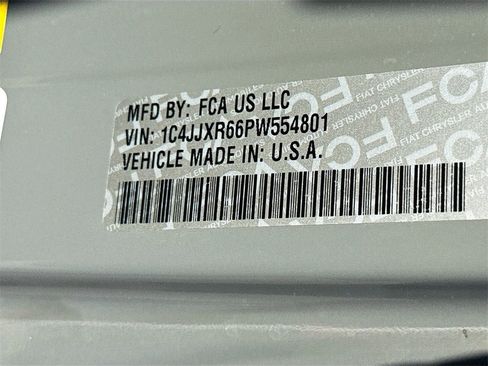 MFD BY: FCA US LLC
VIN: 1C4JJXR66PW554801
VEHICLE MADE IN: U.S.A.